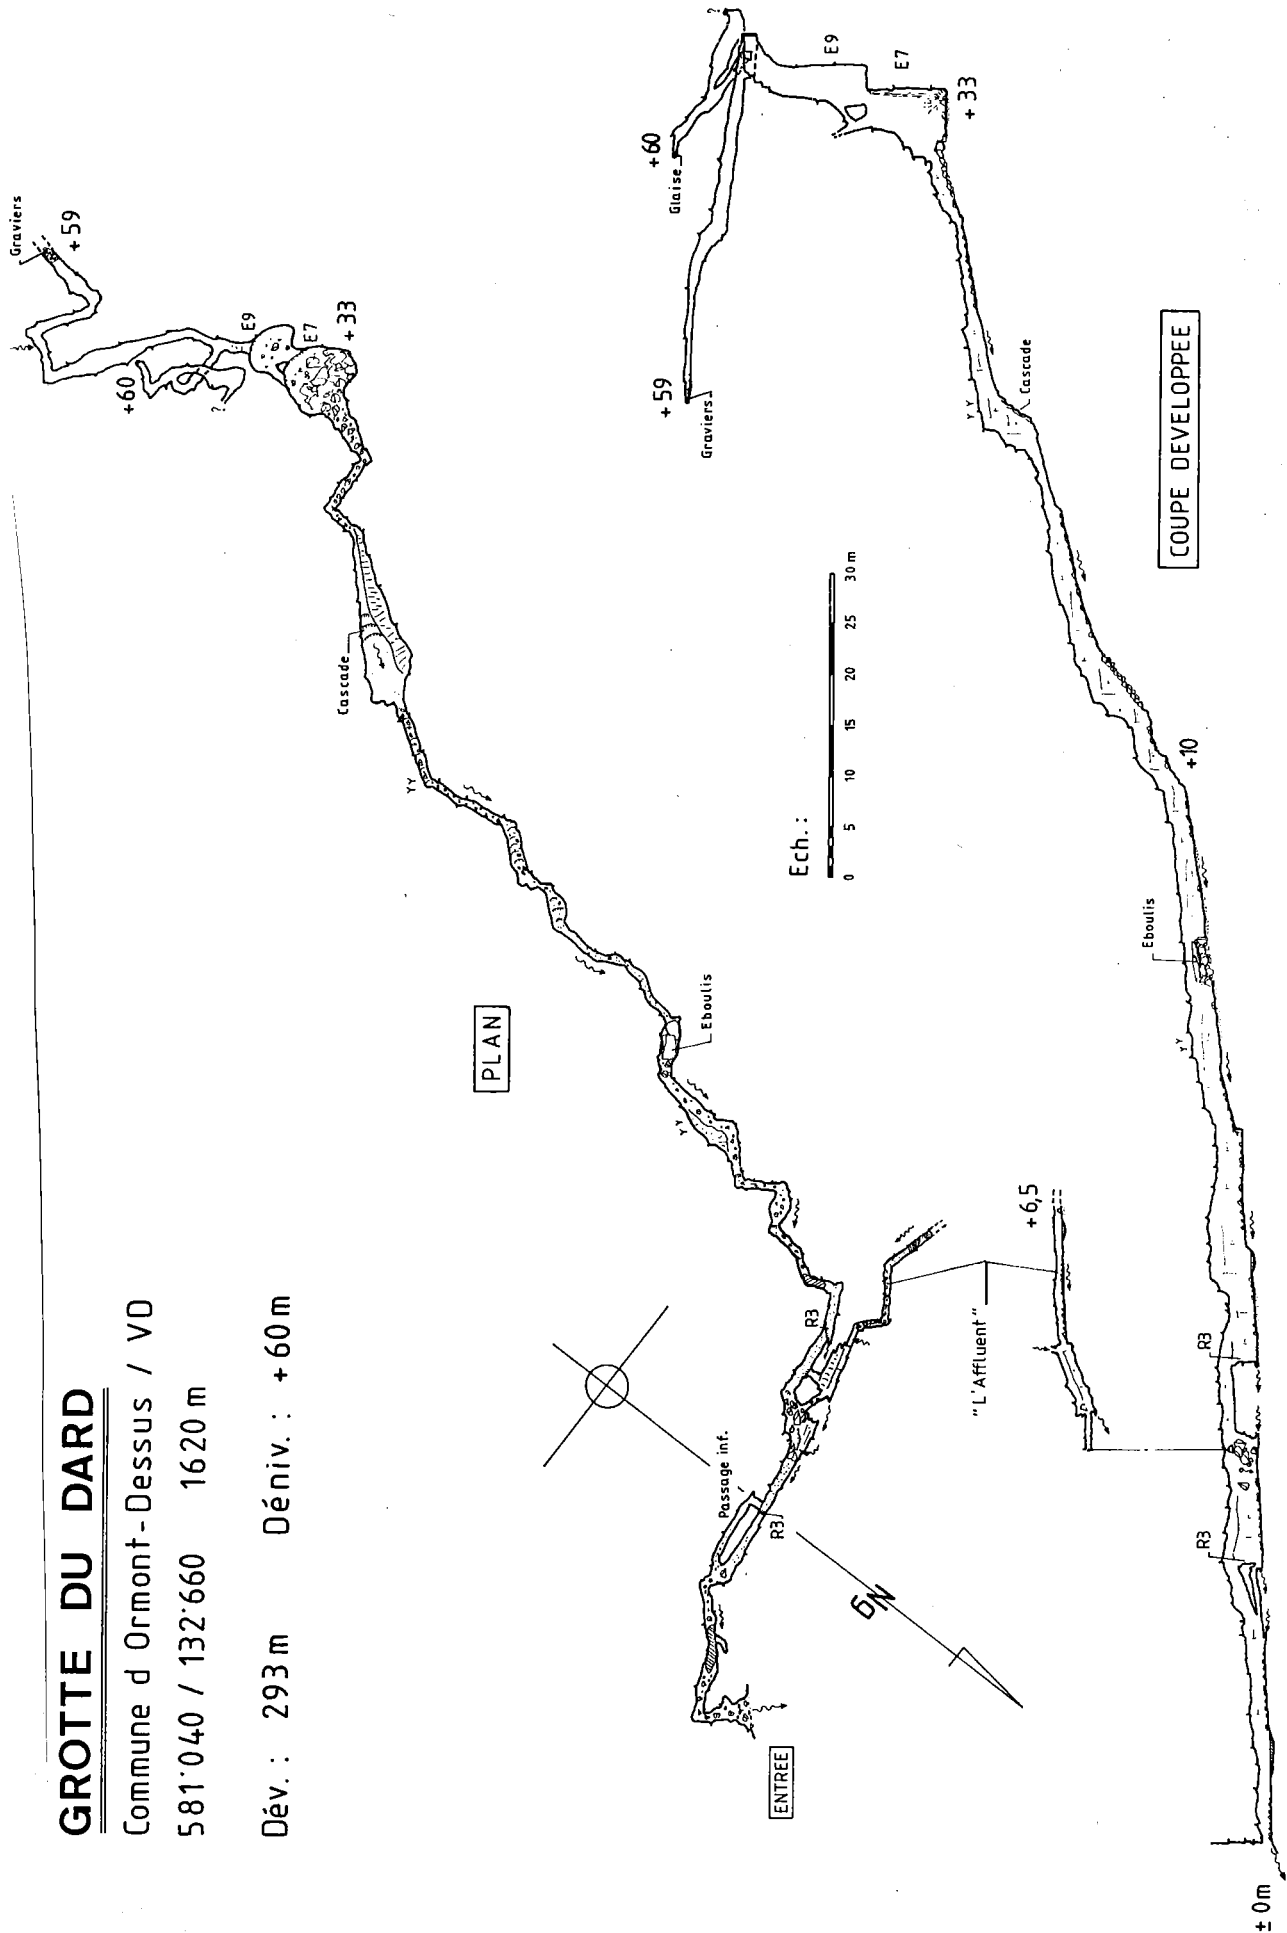 GROTTE DU DARD
Commune d'Ormont-Dessus / VD
581'040 / 132'660 1620 m
Dév. : 293m Déniv. : +60m
ENTREE
Passage inf.
R3
R3
"L'Affluent"
+6,5
Ng
PLAN
Eboulis
YY
YY
Cascade
+33
E7
E9
?
+60
+59
Graviers
Ech. :
0 5 10 15 20 25 30 m
COUPE DEVELOPPEE
± 0m
R3
R3
YY
Eboulis
+10
YY
Cascade
+33
E7
E9
?
+60
Glaise
+59
Graviers